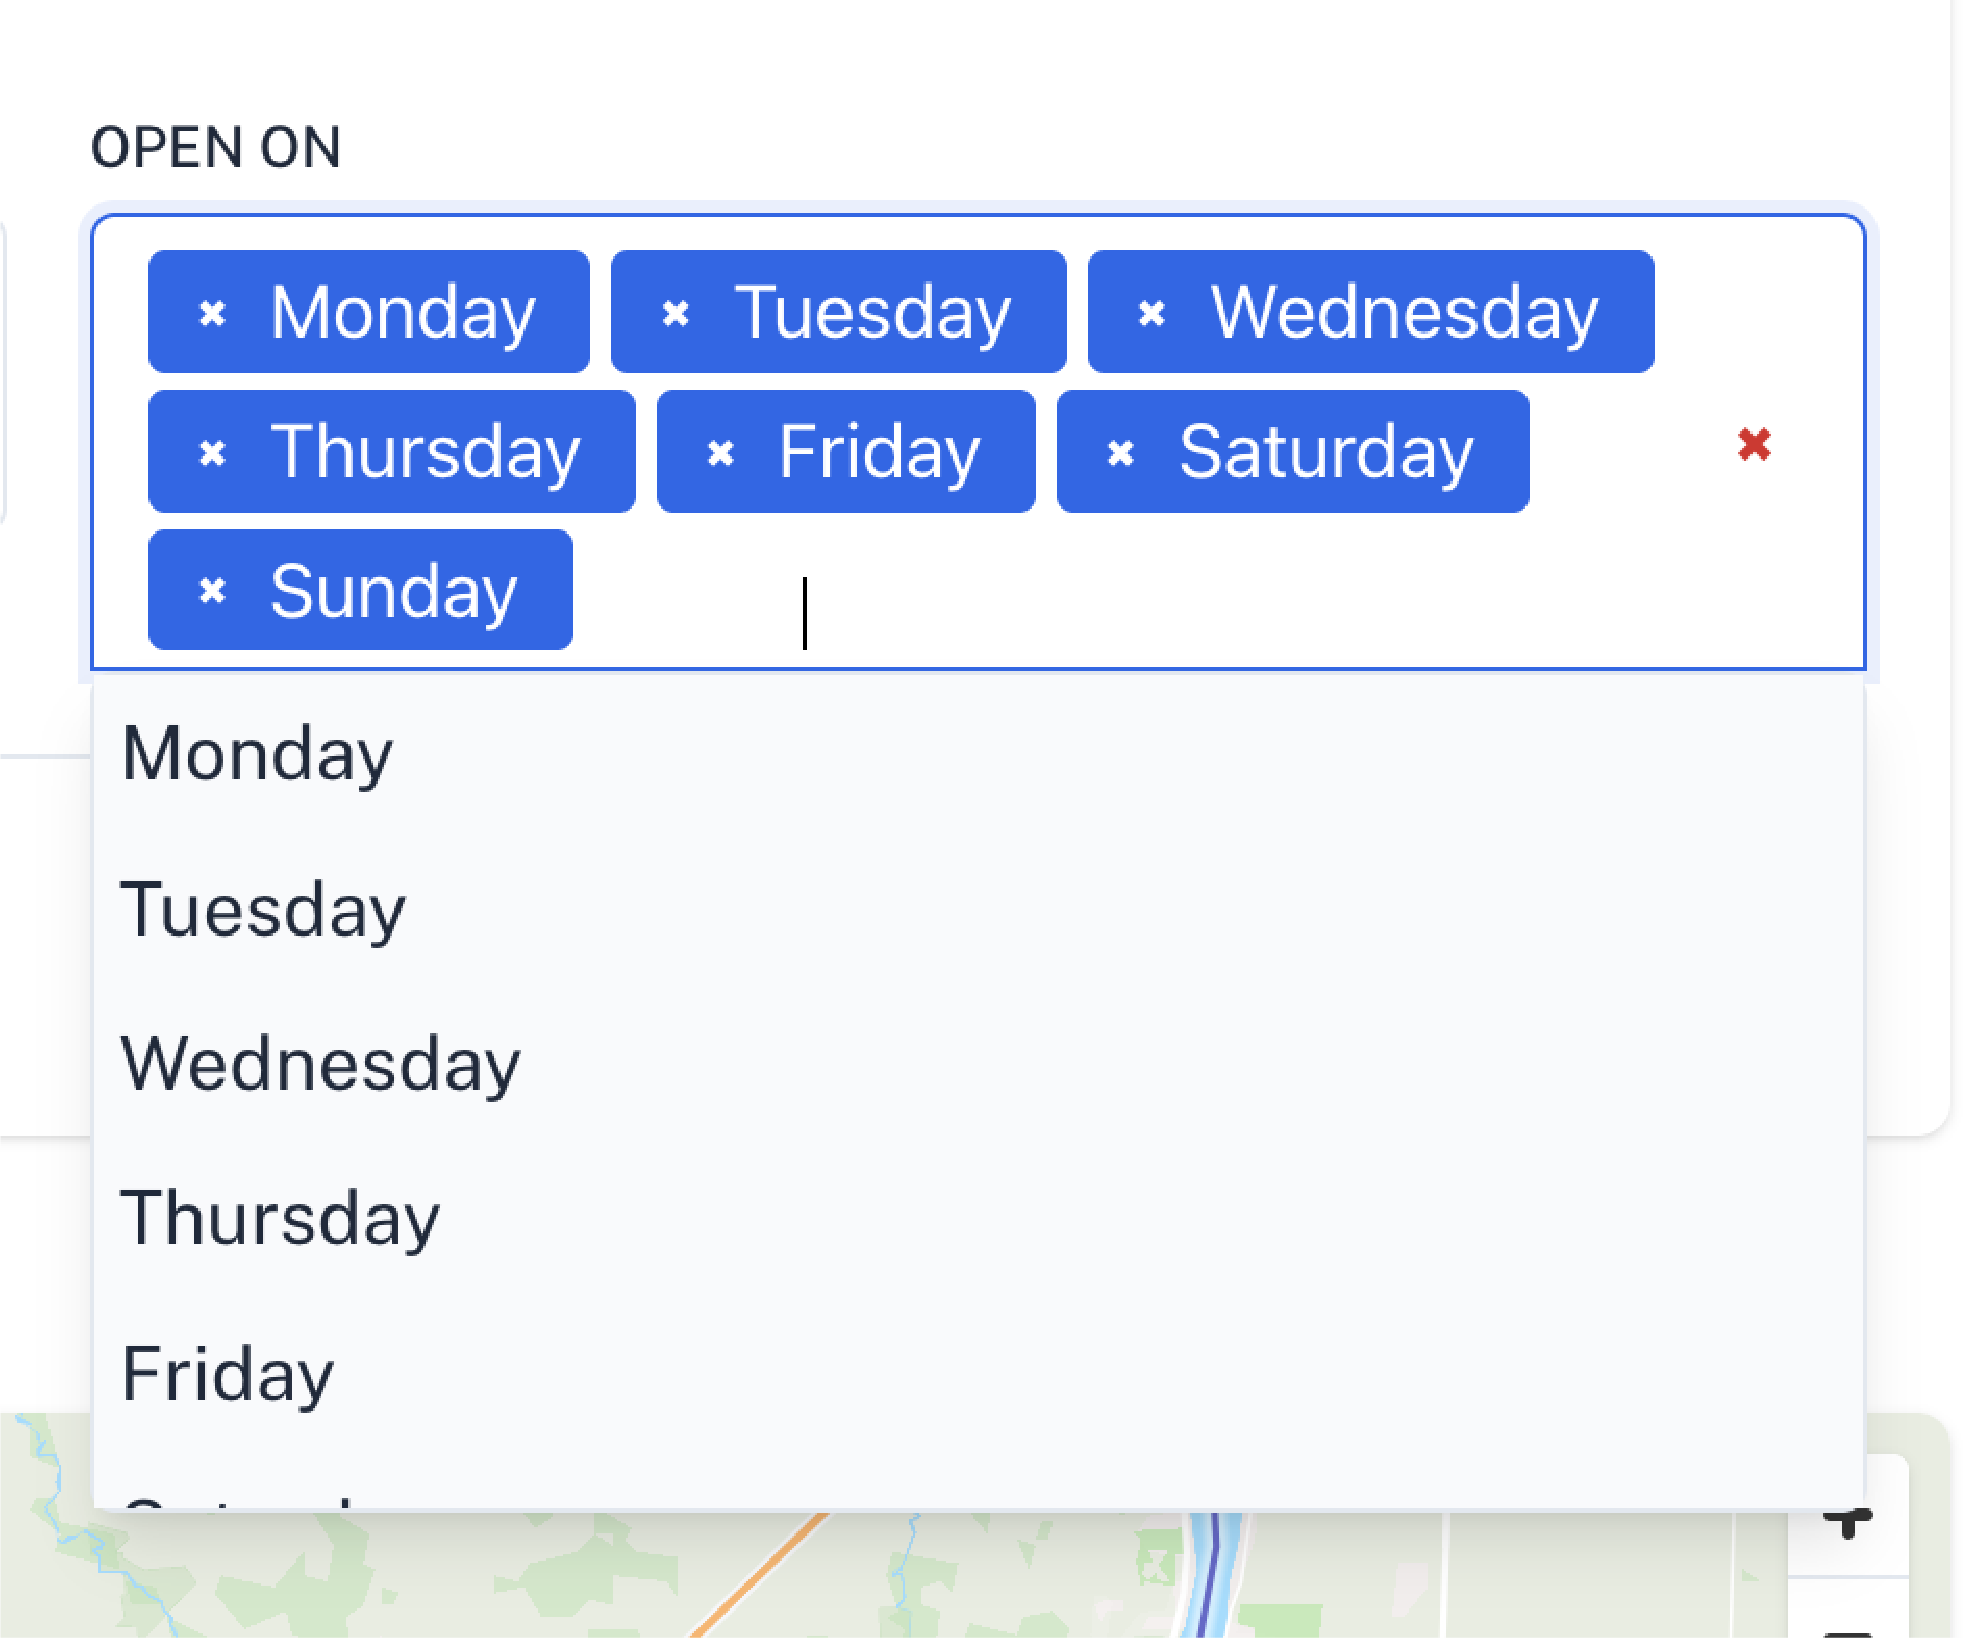 OPEN ON
× Monday × Tuesday × Wednesday
× Thursday × Friday × Saturday
× Sunday
Monday
Tuesday
Wednesday
Thursday
Friday